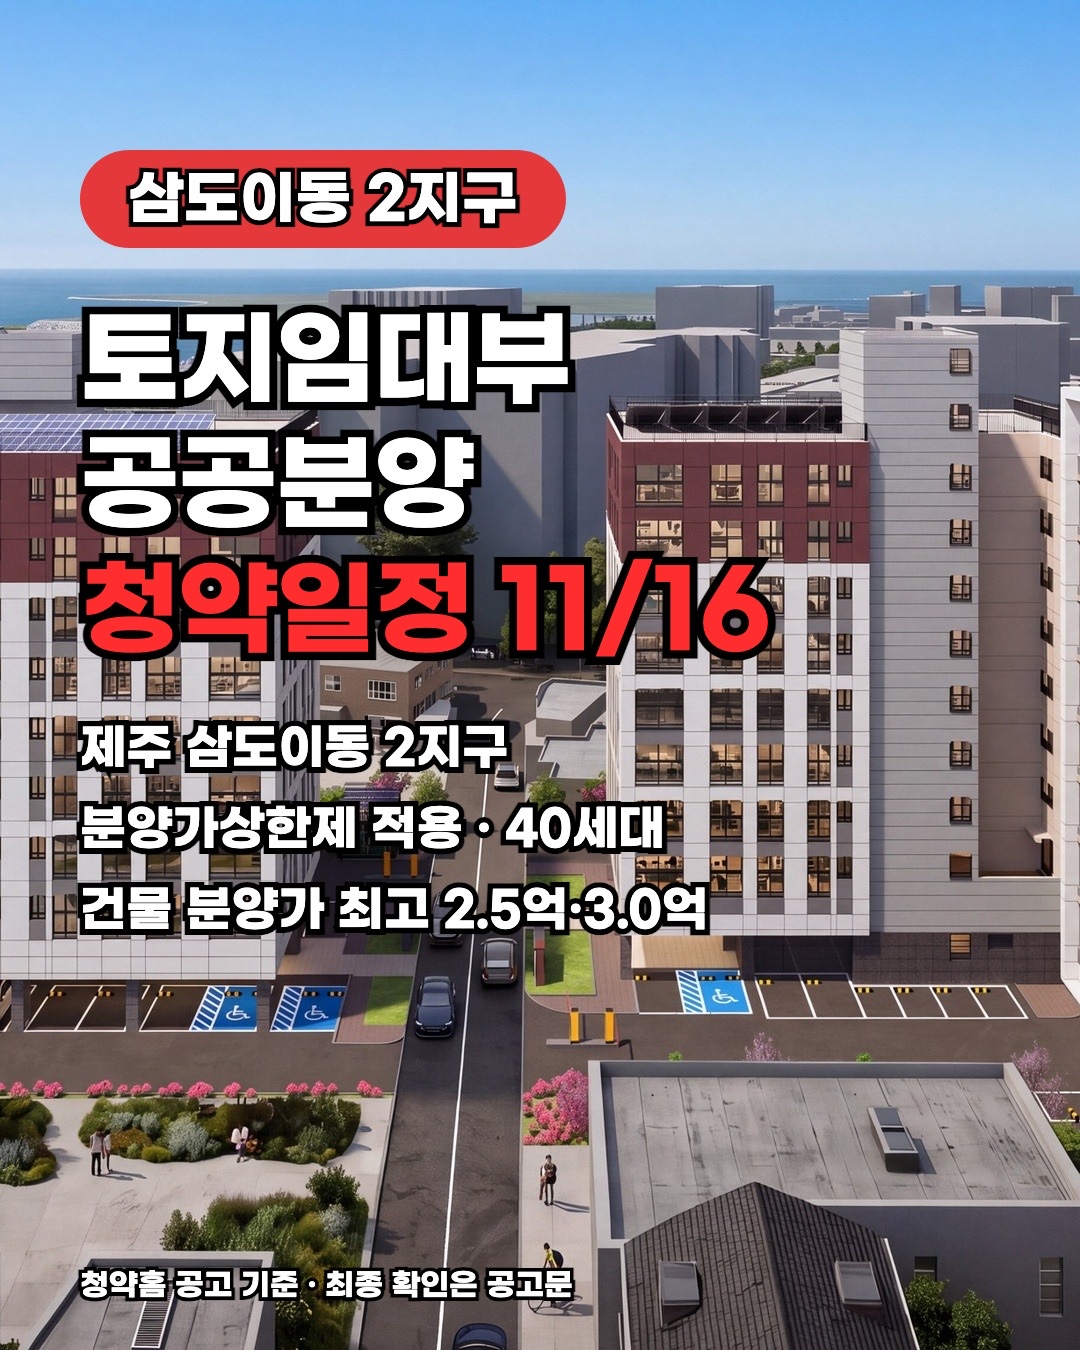 삼도이동 2지구
토지임대부
공공분양
청약일정 11/16
제주 삼도이동 2지구
분양가상한제 적용 · 40세대
건물 분양가 최고 2.5억·3.0억
청약홈 공고 기준 · 최종 확인은 공고문